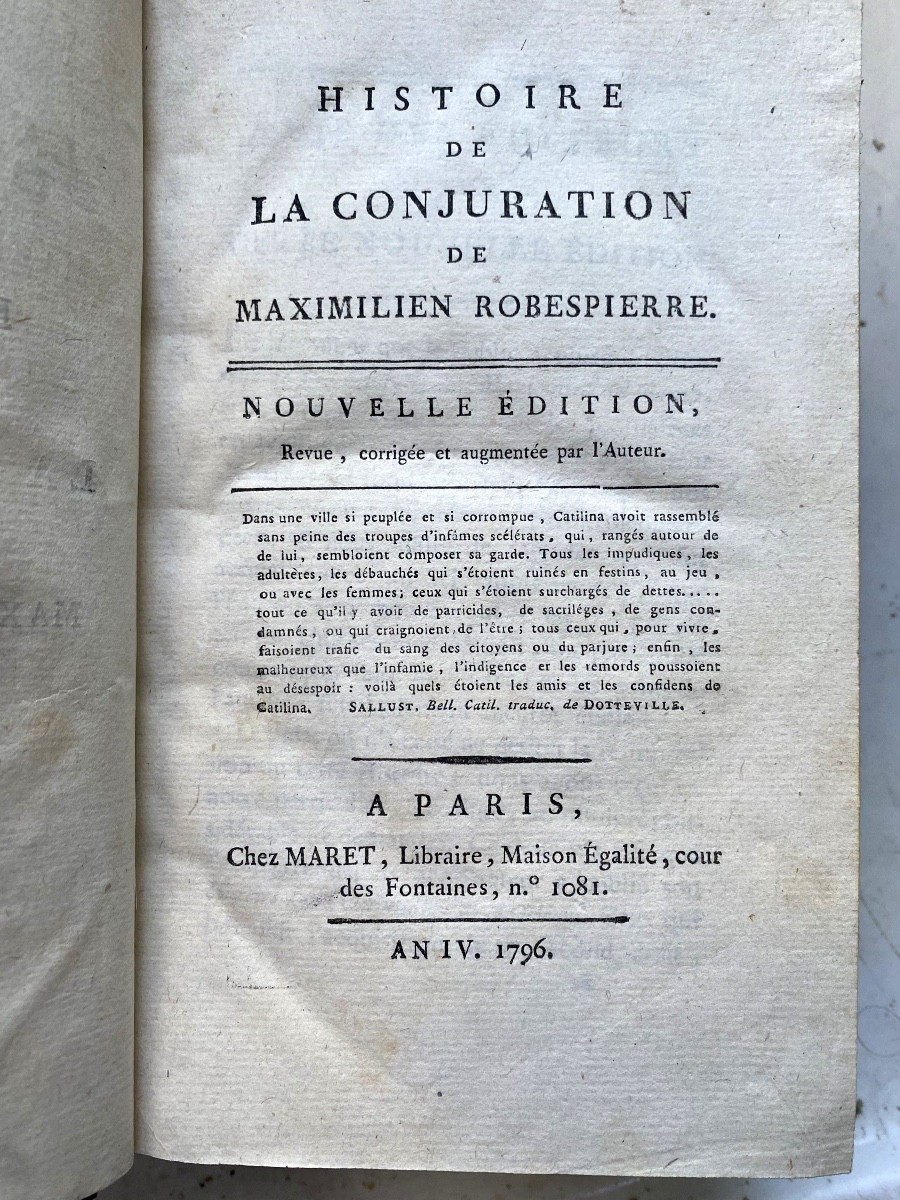 HISTOIRE
DE
LA CONJURATION
DE
MAXIMILIEN ROBESPIERRE.
NOUVELLE ÉDITION,
Revue, corrigée et augmentée par l'Auteur.
Dans une ville si peuplée et si corrompue, Catilina avoit rassemblé
sans peine des troupes d'infâmes scélérats, qui, rangés autour de
de lui, sembloient composer sa garde. Tous les impudiques, les
adultères, les débauchés qui s'étoient ruinés en festins, au jeu,
ou avec les femmes; ceux qui s'étoient surchargés de dettes.....
tout ce qu'il y avoit de parricides, de sacriléges, de gens con-
damnés, ou qui craignoient de l'être; tous ceux qui, pour vivre,
faisoient trafic du sang des citoyens ou du parjure; enfin, les
malheureux que l'infamie, l'indigence er les remords poussoient
au désespoir: voilà quels étoient les amis et les confidens de
Catilina. SALLUST. Bell. Catil. traduc. de DOTTEVILLE.
A PARIS,
Chez MARET, Libraire, Maison Égalité, cour
des Fontaines, n.º 1081.
AN IV. 1796.